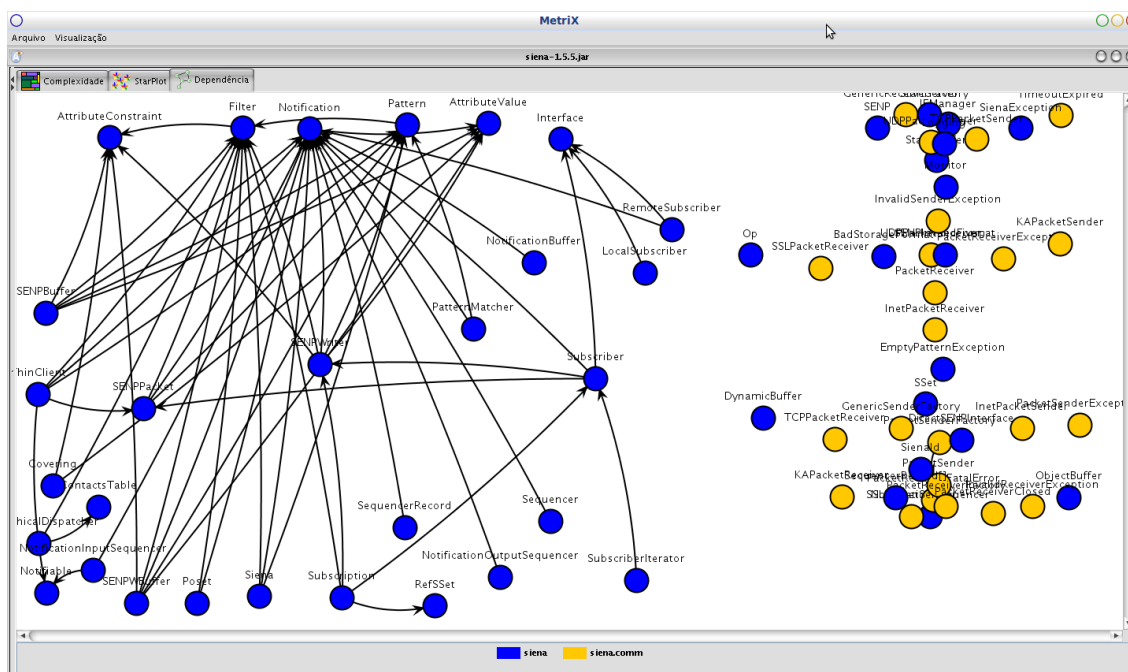 MetriX
Arquivo Visualização
siena-1.5.5.jar
Complexidade StarPlot Dependência
AttributeConstraint
Filter
Notification
Pattern
AttributeValue
Interface
SENP
TimeoutExpired
SienaException
Monitor
InvalidSenderException
RemoteSubscriber
KAPacketSender
NotificationBuffer
LocalSubscriber
Op
SSLPacketReceiver
PacketReceiver
SENPBuffer
PatternMatcher
InetPacketReceiver
SENPWriter
Subscriber
EmptyPatternException
hinClient
SENPPacket
SSet
DynamicBuffer
GenericSenderFactory
InetPacketSender
PacketSenderExcept
TCPPacketReceiver
SienaId
Covering
ContactsTable
KAPacketReceiver
ObjectBuffer
PacketReceiverClosed
SequencerRecord
Sequencer
hicalDispatcher
NotificationInputSequencer
NotificationOutputSequencer
SubscriberIterator
Notifiable
SENPWBuffer
Poset
Siena
Subscription
RefSSet
siena siena.comm